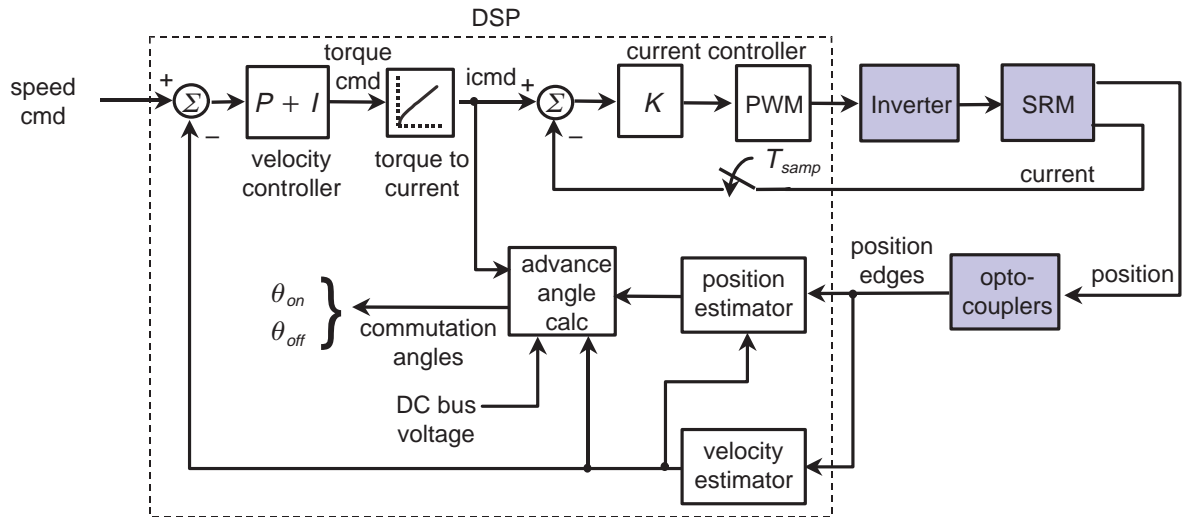 DSP
speed
cmd
+
Σ
−
P + I
velocity
controller
torque
cmd
torque to
current
icmd
+
Σ
−
current controller
K
PWM
Inverter
SRM
T_samp
current
θ_on
θ_off
}
commutation
angles
advance
angle
calc
position
estimator
position
edges
opto-
couplers
position
DC bus
voltage
velocity
estimator